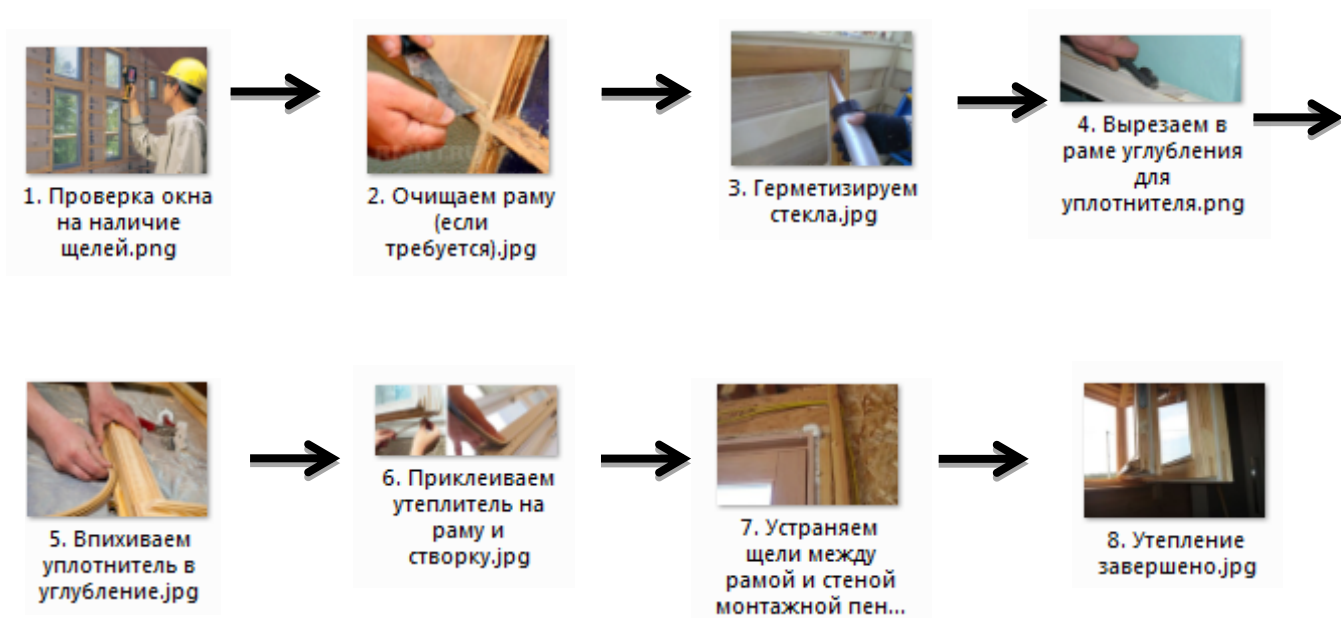 1. Проверка окна
на наличие
щелей.png
2. Очищаем раму
(если
требуется).jpg
3. Герметизируем
стекла.jpg
4. Вырезаем в
раме углубления
для
уплотнителя.png
5. Впихиваем
уплотнитель в
углубление.jpg
6. Приклеиваем
утеплитель на
раму и
створку.jpg
7. Устраняем
щели между
рамой и стеной
монтажной пен...
8. Утепление
завершено.jpg